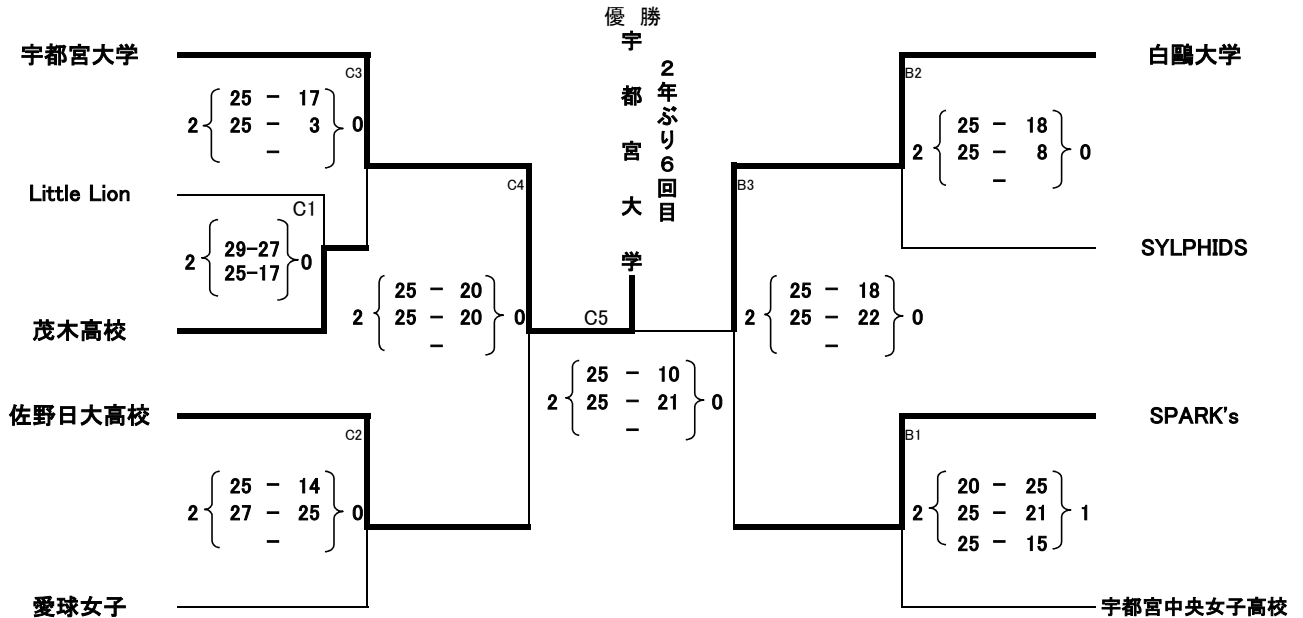 優 勝
宇都宮大学
2年ぶり6回目
宇都宮大学
C3
2 25 - 17 0
25 - 3
-
Little Lion
C1
2 29-27 0
25-17
茂木高校
C4
2 25 - 20 0
25 - 20
-
佐野日大高校
C2
2 25 - 14 0
27 - 25
-
愛球女子
C5
2 25 - 10 0
25 - 21
-
白鷗大学
B2
2 25 - 18 0
25 - 8
-
SYLPHIDS
B3
2 25 - 18 0
25 - 22
-
SPARK's
B1
2 20 - 25 1
25 - 21
25 - 15
宇都宮中央女子高校